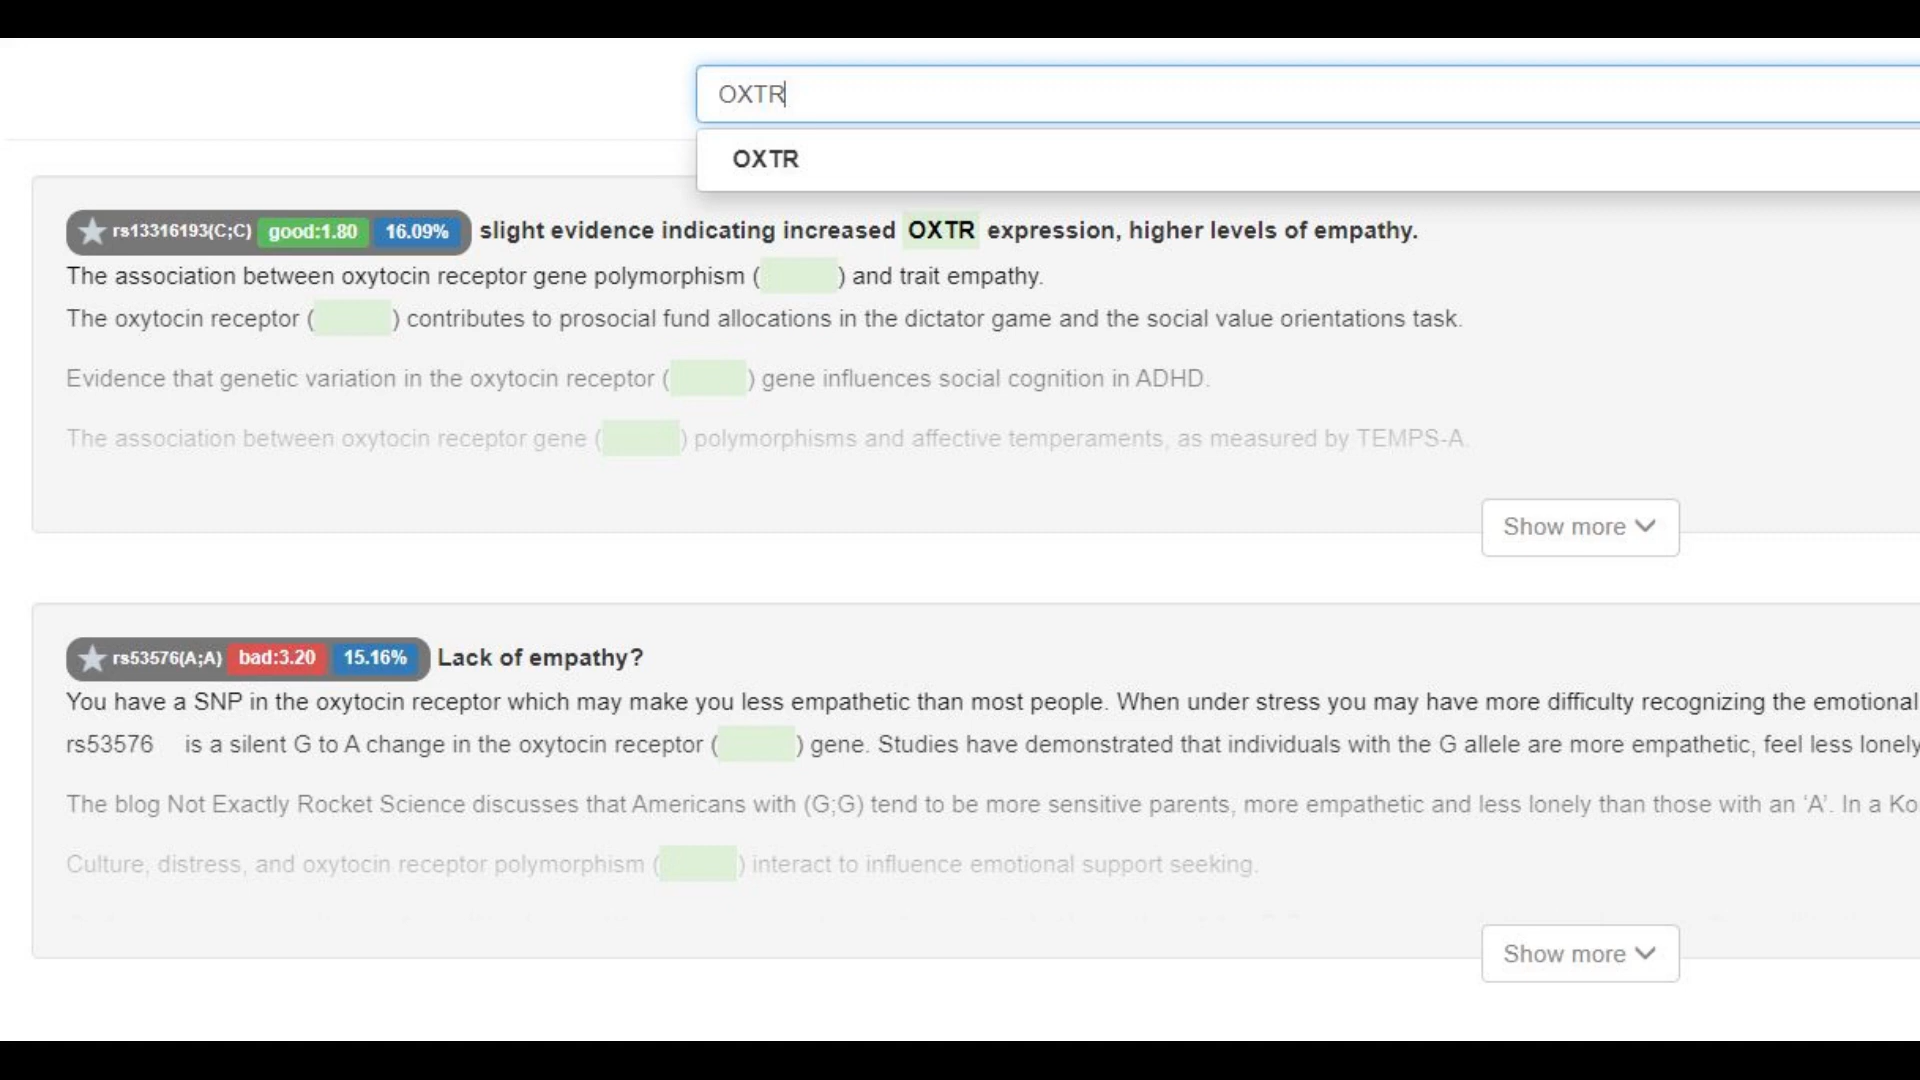 OXTR
OXTR
rs13316193(C;C) good:1.80 16.09% slight evidence indicating increased OXTR expression, higher levels of empathy.
The association between oxytocin receptor gene polymorphism ( ) and trait empathy.
The oxytocin receptor ( ) contributes to prosocial fund allocations in the dictator game and the social value orientations task.
Evidence that genetic variation in the oxytocin receptor ( ) gene influences social cognition in ADHD.
The association between oxytocin receptor gene ( ) polymorphisms and affective temperaments, as measured by TEMPS-A.
Show more
rs53576(A;A) bad:3.20 15.16% Lack of empathy?
You have a SNP in the oxytocin receptor which may make you less empathetic than most people. When under stress you may have more difficulty recognizing the emotional
rs53576 is a silent G to A change in the oxytocin receptor ( ) gene. Studies have demonstrated that individuals with the G allele are more empathetic, feel less lonely
The blog Not Exactly Rocket Science discusses that Americans with (G;G) tend to be more sensitive parents, more empathetic and less lonely than those with an ‘A’. In a Ko
Culture, distress, and oxytocin receptor polymorphism ( ) interact to influence emotional support seeking.
Show more